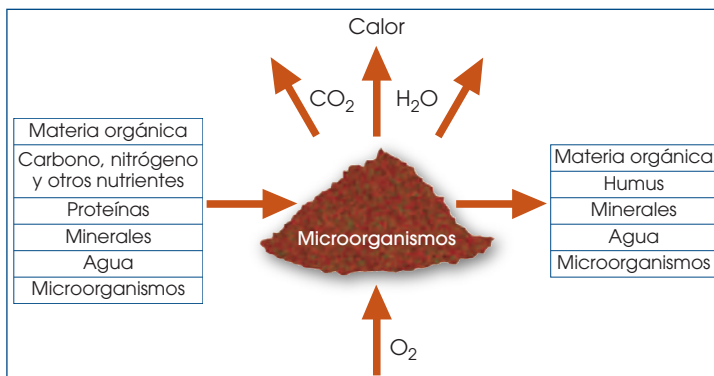 Calor
CO₂
H₂O
Materia orgánica
Carbono, nitrógeno
y otros nutrientes
Proteínas
Minerales
Agua
Microorganismos
Microorganismos
Materia orgánica
Humus
Minerales
Agua
Microorganismos
O₂